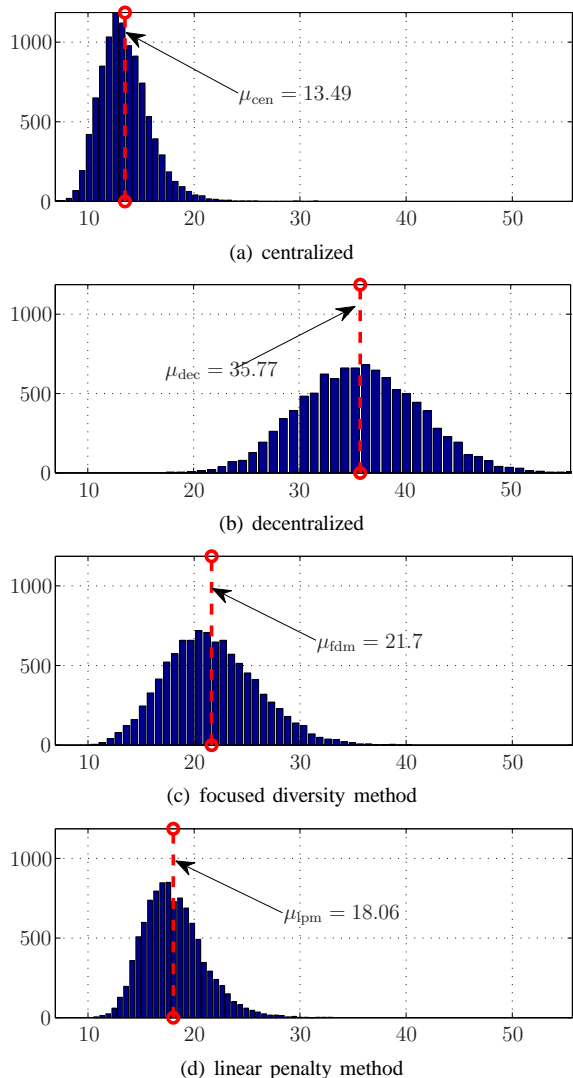 1000
500
0
10 20 30 40 50
μcen = 13.49
(a) centralized
1000
500
0
10 20 30 40 50
μdec = 35.77
(b) decentralized
1000
500
0
10 20 30 40 50
μfdm = 21.7
(c) focused diversity method
1000
500
0
10 20 30 40 50
μlpm = 18.06
(d) linear penalty method